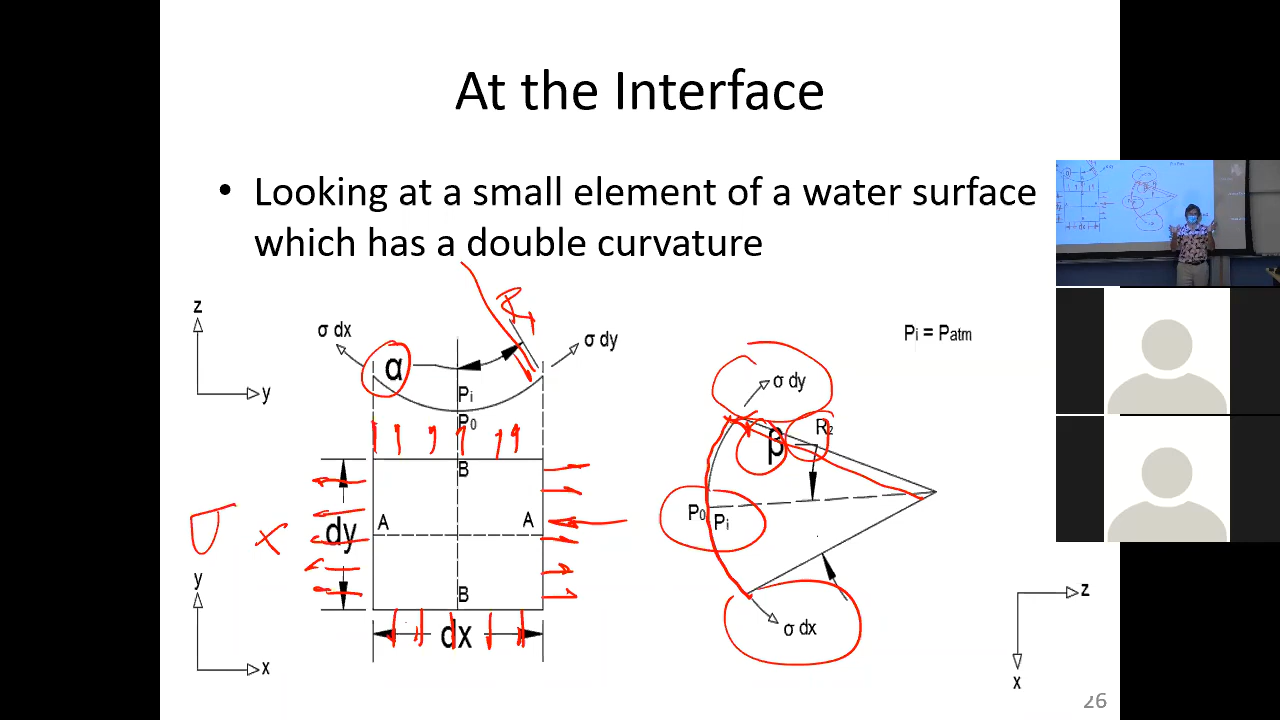 At the Interface
• Looking at a small element of a water surface
which has a double curvature
z
y
σ dx
α
R1
σ dy
Pi
P0
B
A
A
B
dy
dx
σ x
y
x
Pi = Patm
σ dy
β
R2
P0
Pi
σ dx
z
x
26